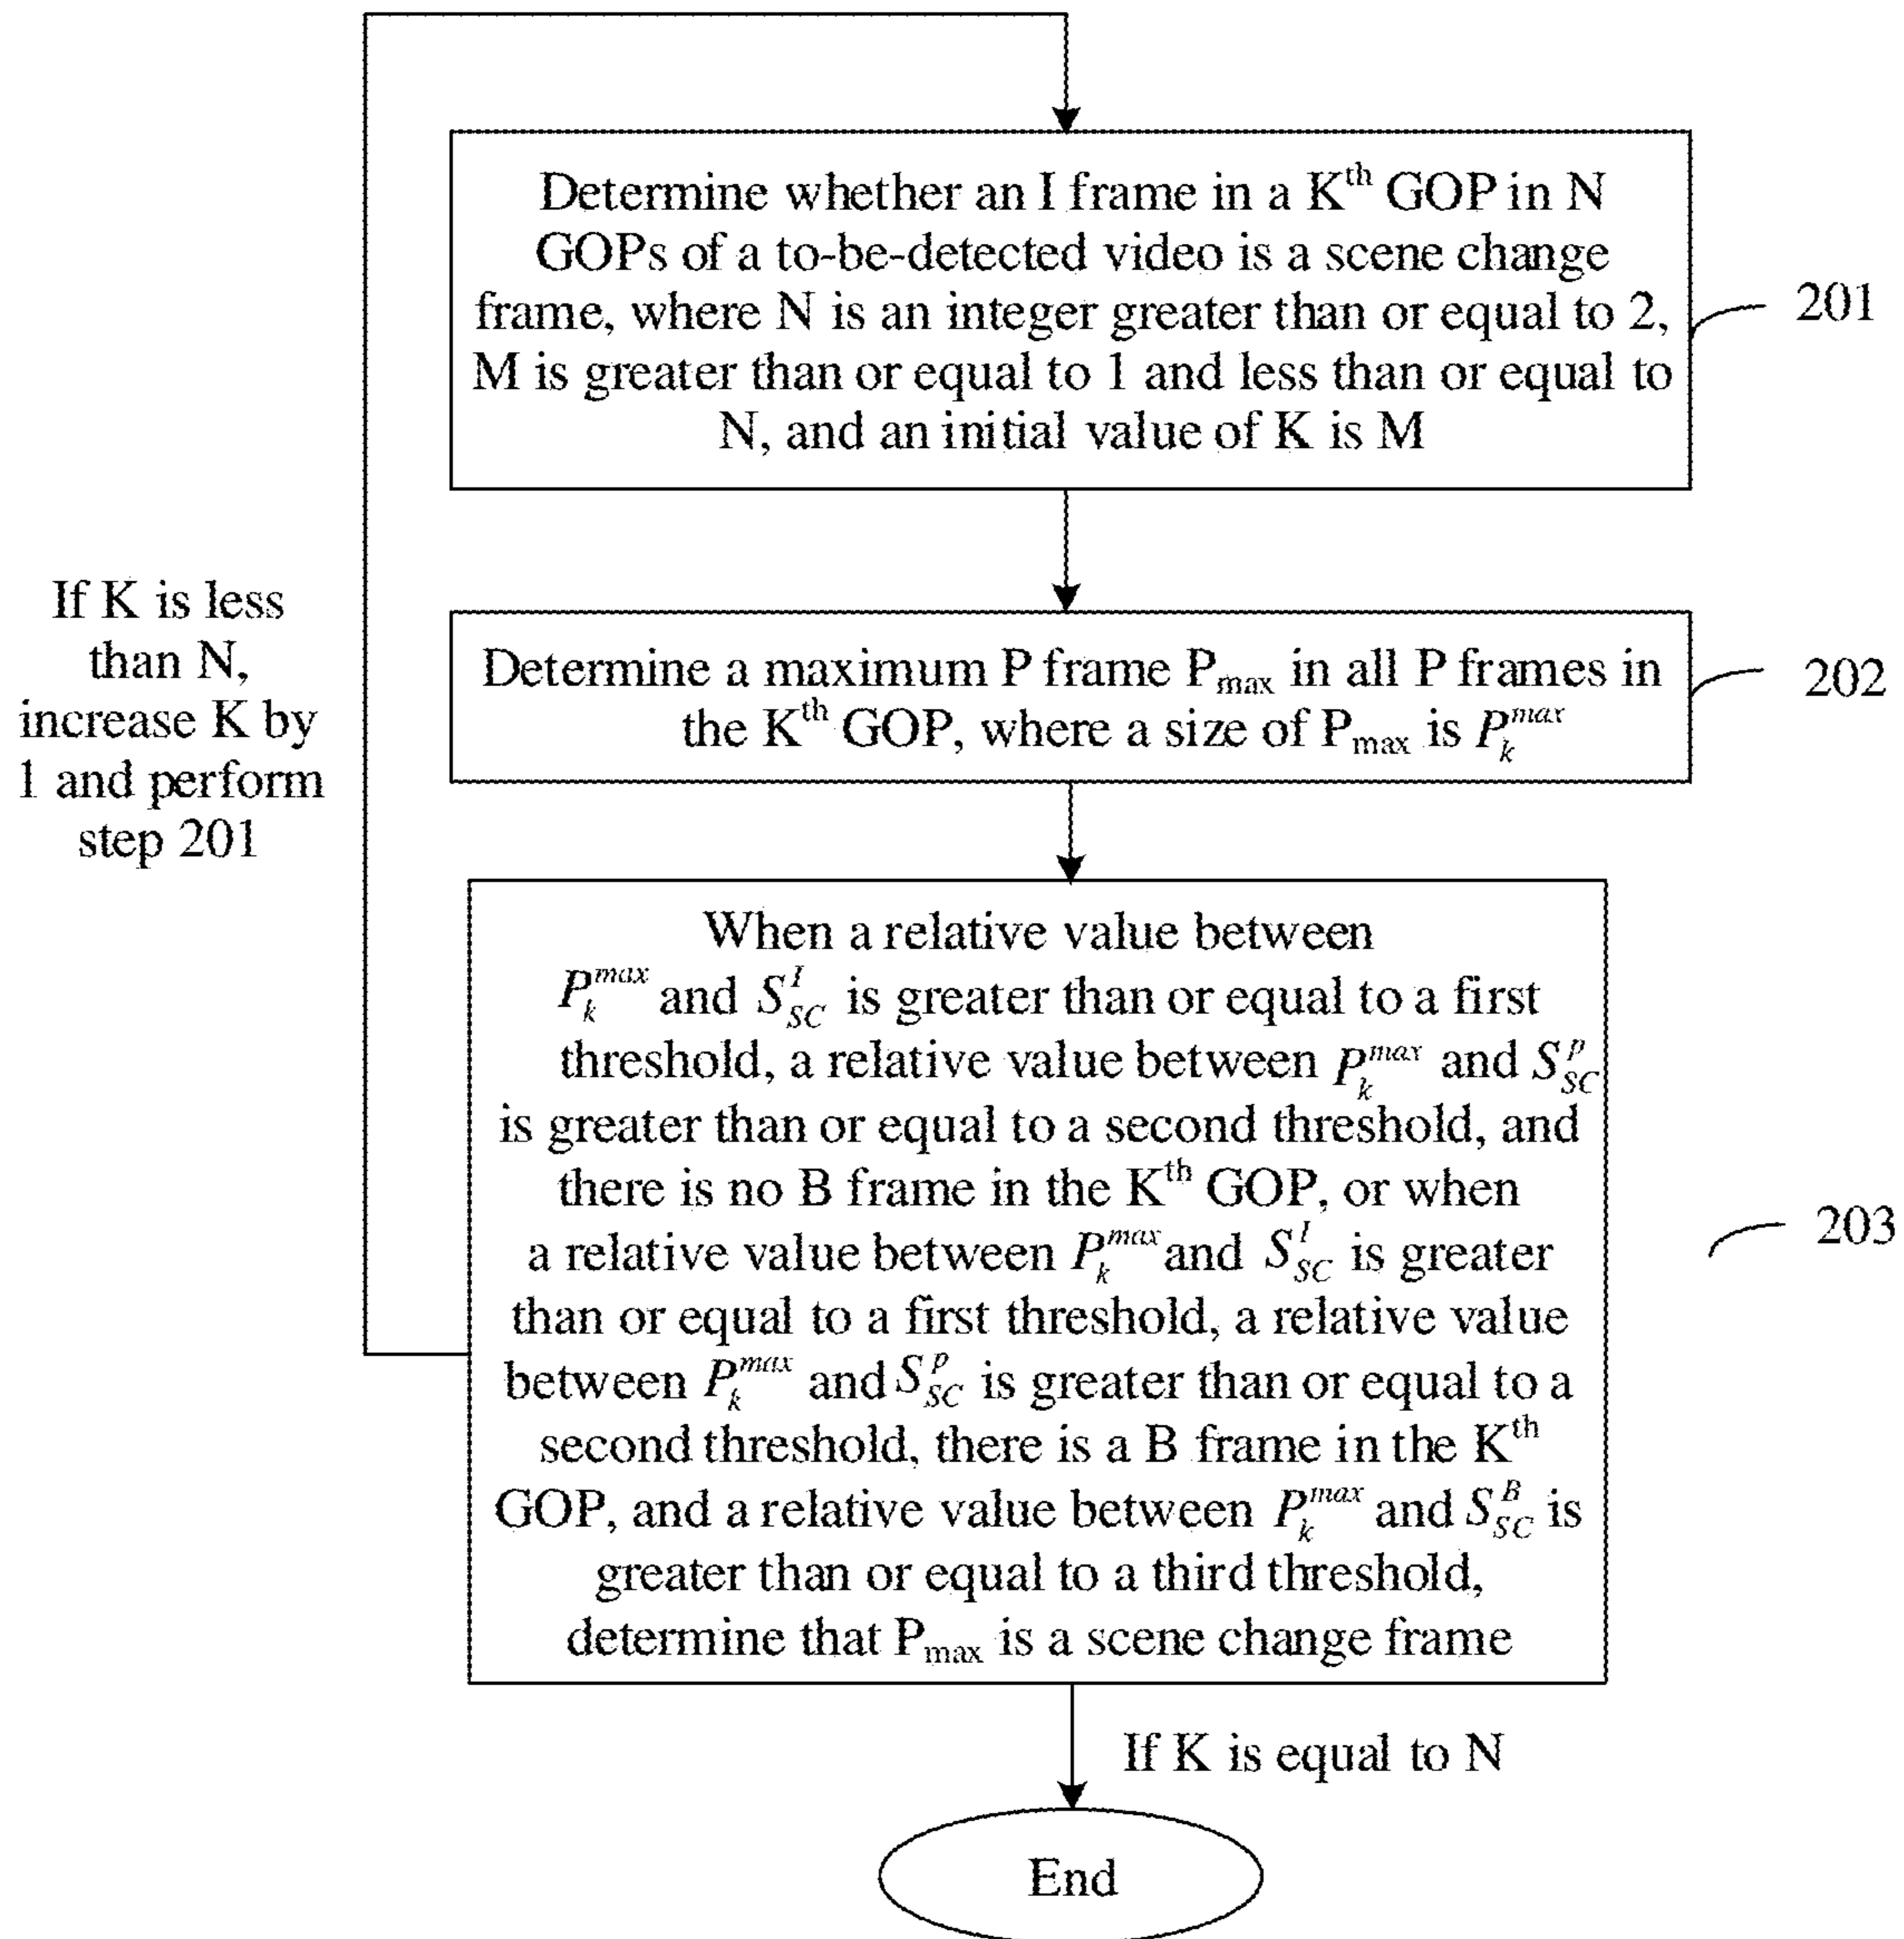 Determine whether an I frame in a Kth GOP in N
GOPs of a to-be-detected video is a scene change
frame, where N is an integer greater than or equal to 2,
M is greater than or equal to 1 and less than or equal to
N, and an initial value of K is M
201
If K is less
than N,
increase K by
1 and perform
step 201
Determine a maximum P frame Pmax in all P frames in
the Kth GOP, where a size of Pmax is P_k^max
202
When a relative value between
P_k^max and S_SC^I is greater than or equal to a first
threshold, a relative value between P_k^max and S_SC^p
is greater than or equal to a second threshold, and
there is no B frame in the Kth GOP, or when
a relative value between P_k^max and S_SC^I is greater
than or equal to a first threshold, a relative value
between P_k^max and S_SC^p is greater than or equal to a
second threshold, there is a B frame in the Kth
GOP, and a relative value between P_k^max and S_SC^B is
greater than or equal to a third threshold,
determine that Pmax is a scene change frame
203
If K is equal to N
End